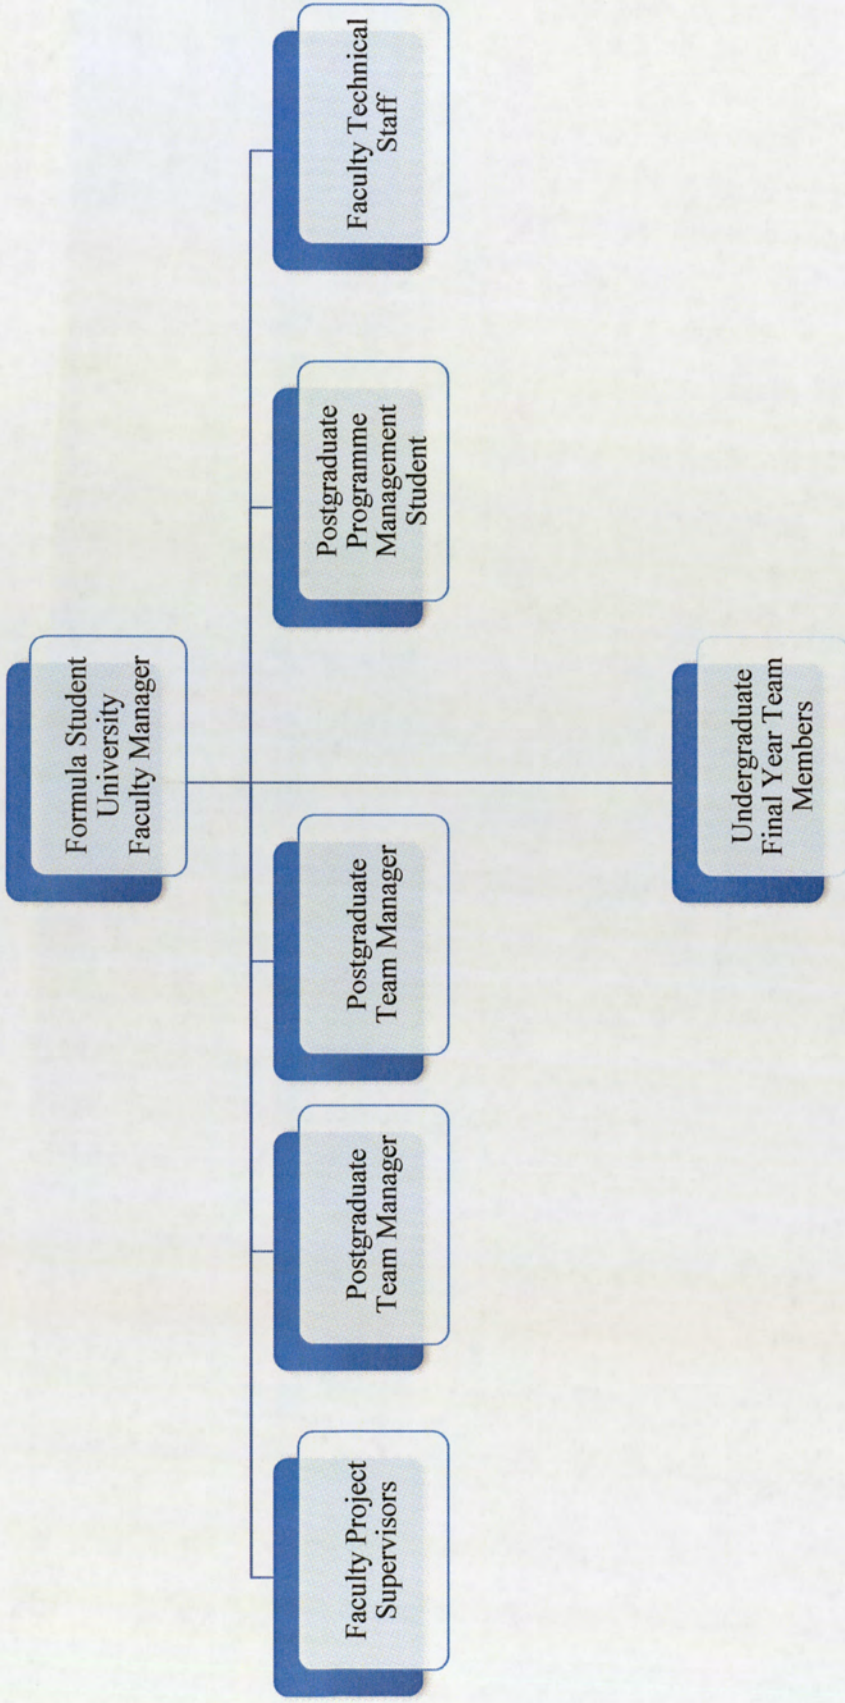 Formula Student
University
Faculty Manager
Faculty Project
Supervisors
Postgraduate
Team Manager
Postgraduate
Team Manager
Postgraduate
Programme
Management
Student
Faculty Technical
Staff
Undergraduate
Final Year Team
Members